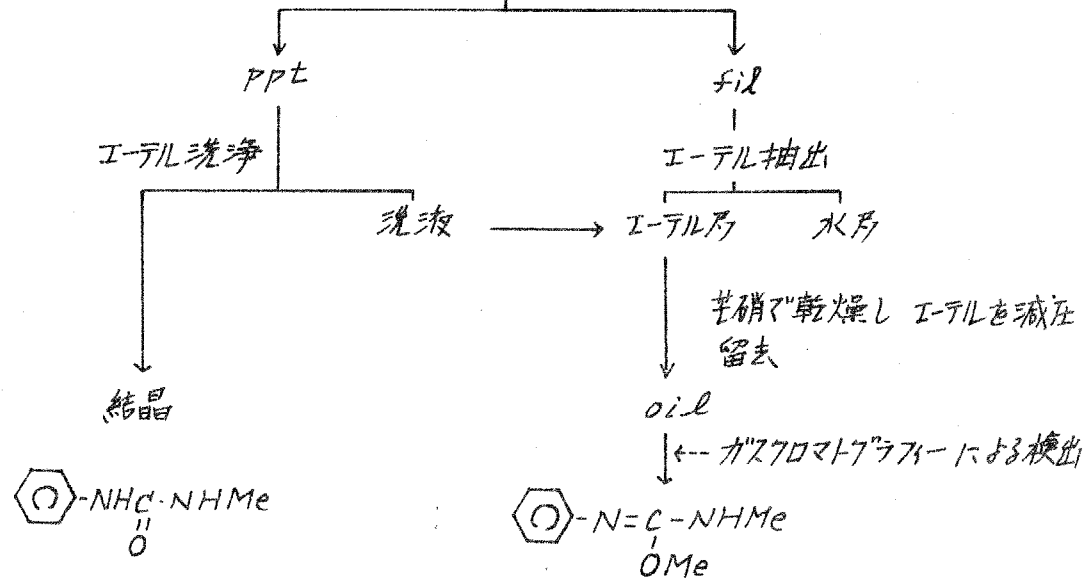 ppt
fil
エーテル洗浄
エーテル抽出
洗液
エーテル層
水層
芒硝で乾燥し エーテルを減圧
留去
結晶
oil
ガスクロマトグラフィーによる検出
-NHC・NHMe
O
-N=C-NHMe
OMe